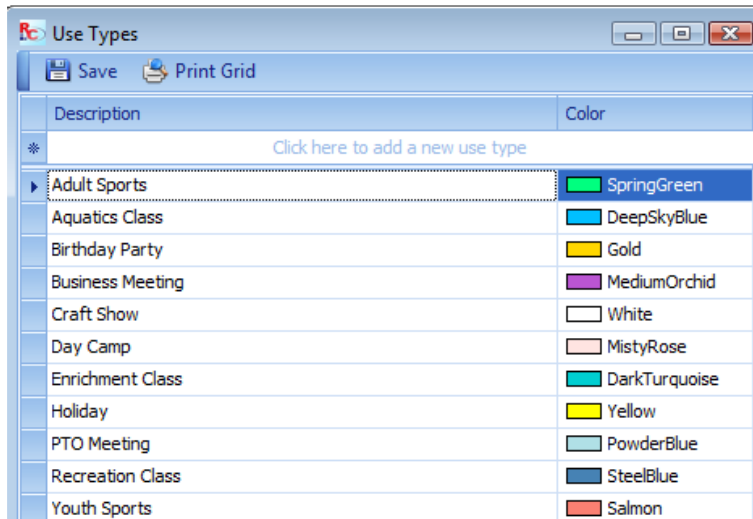 Rc Use Types
Save Print Grid
Description Color
Click here to add a new use type
Adult Sports SpringGreen
Aquatics Class DeepSkyBlue
Birthday Party Gold
Business Meeting MediumOrchid
Craft Show White
Day Camp MistyRose
Enrichment Class DarkTurquoise
Holiday Yellow
PTO Meeting PowderBlue
Recreation Class SteelBlue
Youth Sports Salmon